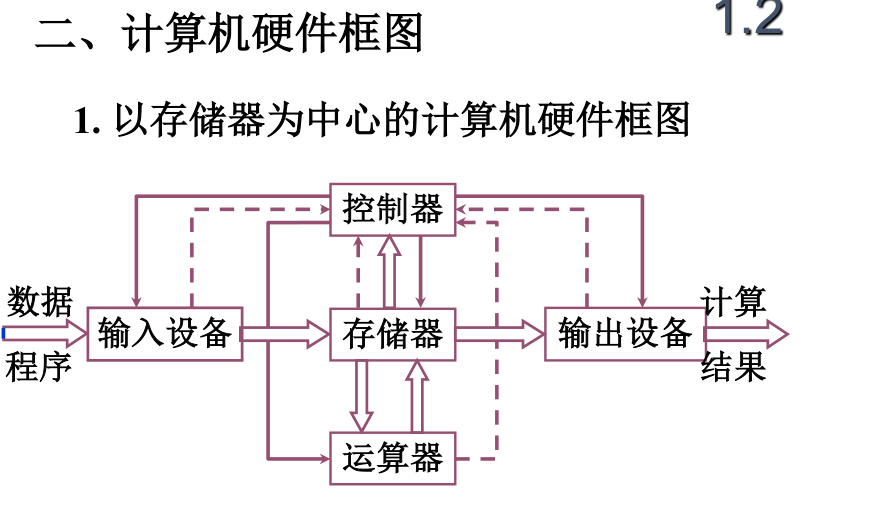 1.2
二、计算机硬件框图
1. 以存储器为中心的计算机硬件框图
控制器
数据
计算
输入设备
存储器
输出设备
程序
结果
运算器